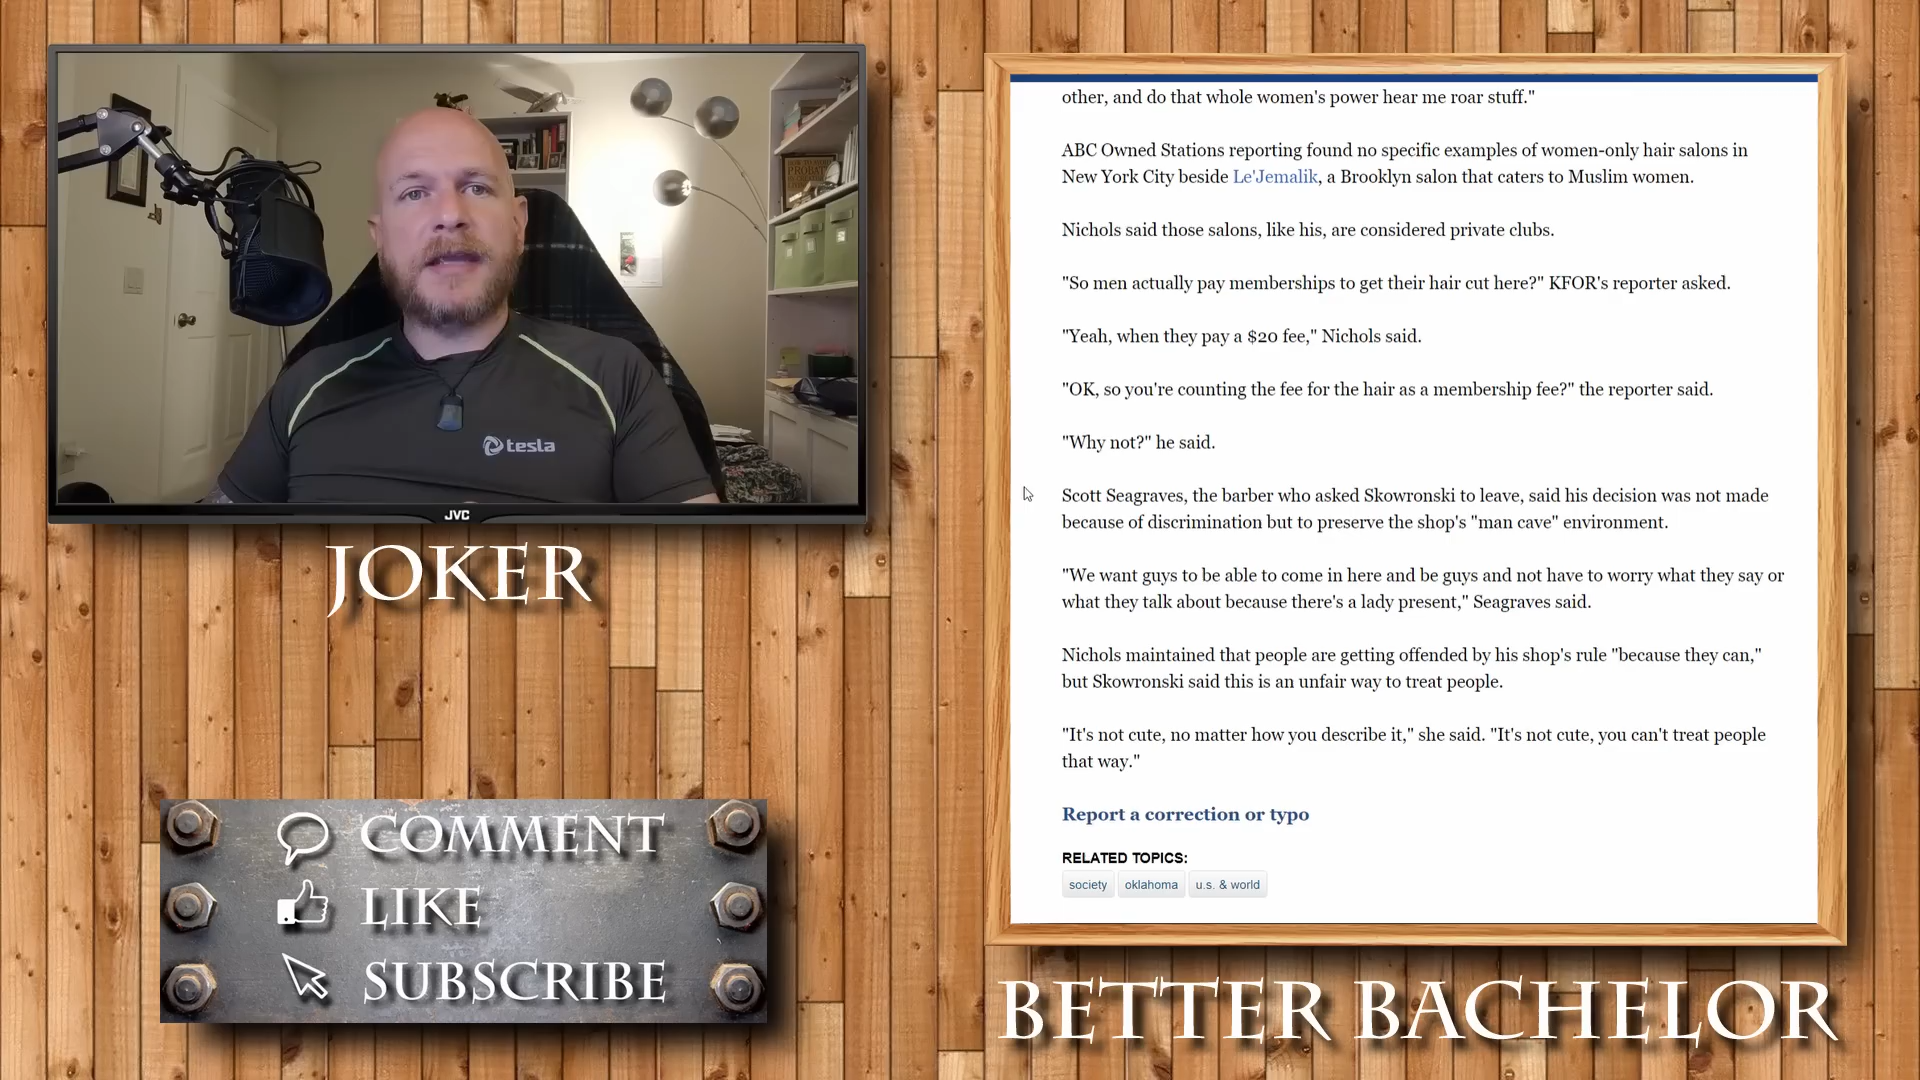 tesla
JVC
JOKER
COMMENT
LIKE
SUBSCRIBE
other, and do that whole women's power hear me roar stuff."
ABC Owned Stations reporting found no specific examples of women-only hair salons in
New York City beside Le'Jemalik, a Brooklyn salon that caters to Muslim women.
Nichols said those salons, like his, are considered private clubs.
"So men actually pay memberships to get their hair cut here?" KFOR's reporter asked.
"Yeah, when they pay a $20 fee," Nichols said.
"OK, so you're counting the fee for the hair as a membership fee?" the reporter said.
"Why not?" he said.
Scott Seagraves, the barber who asked Skowronski to leave, said his decision was not made
because of discrimination but to preserve the shop's "man cave" environment.
"We want guys to be able to come in here and be guys and not have to worry what they say or
what they talk about because there's a lady present," Seagraves said.
Nichols maintained that people are getting offended by his shop's rule "because they can,"
but Skowronski said this is an unfair way to treat people.
"It's not cute, no matter how you describe it," she said. "It's not cute, you can't treat people
that way."
Report a correction or typo
RELATED TOPICS:
society oklahoma u.s. & world
BETTER BACHELOR